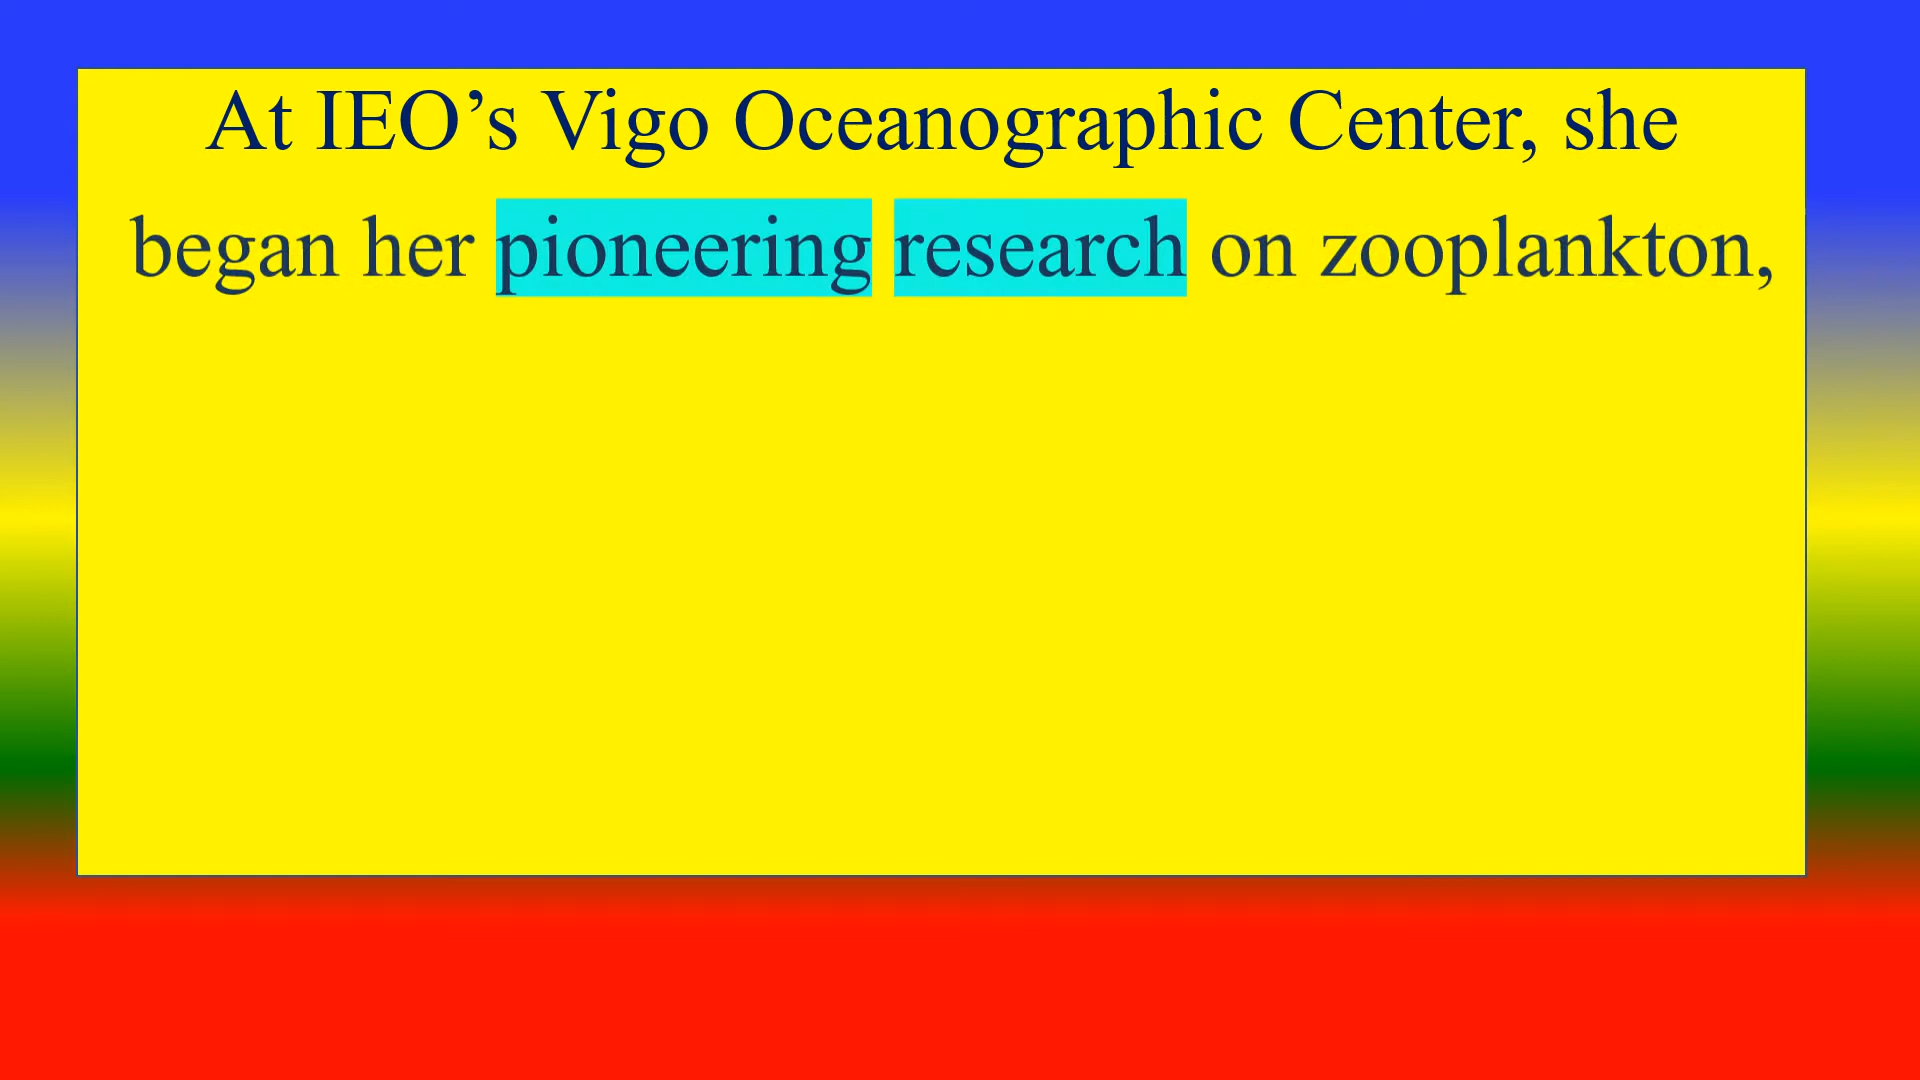 At IEO’s Vigo Oceanographic Center, she
began her pioneering research on zooplankton,